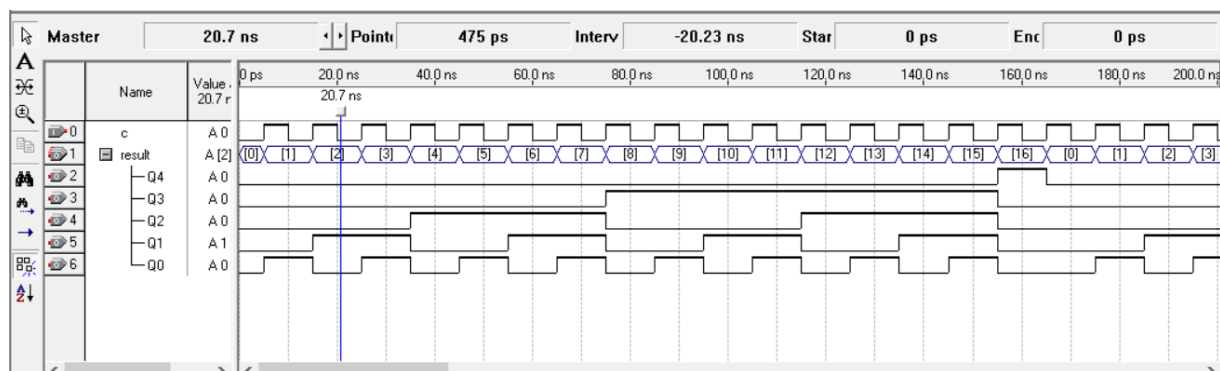 Master 20.7 ns Pointe 475 ps Interv -20.23 ns Star 0 ps Enc 0 ps
A
Name
Value
20.7 r
0 ps 20.0 ns 40.0 ns 60.0 ns 80.0 ns 100.0 ns 120.0 ns 140.0 ns 160.0 ns 180.0 ns 200.0 ns
20.7 ns
0 c A 0
1 result A [2] [0] [1] [2] [3] [4] [5] [6] [7] [8] [9] [10] [11] [12] [13] [14] [15] [16] [0] [1] [2] [3]
2 Q4 A 0
3 Q3 A 0
4 Q2 A 0
5 Q1 A 1
6 Q0 A 0
A
Z